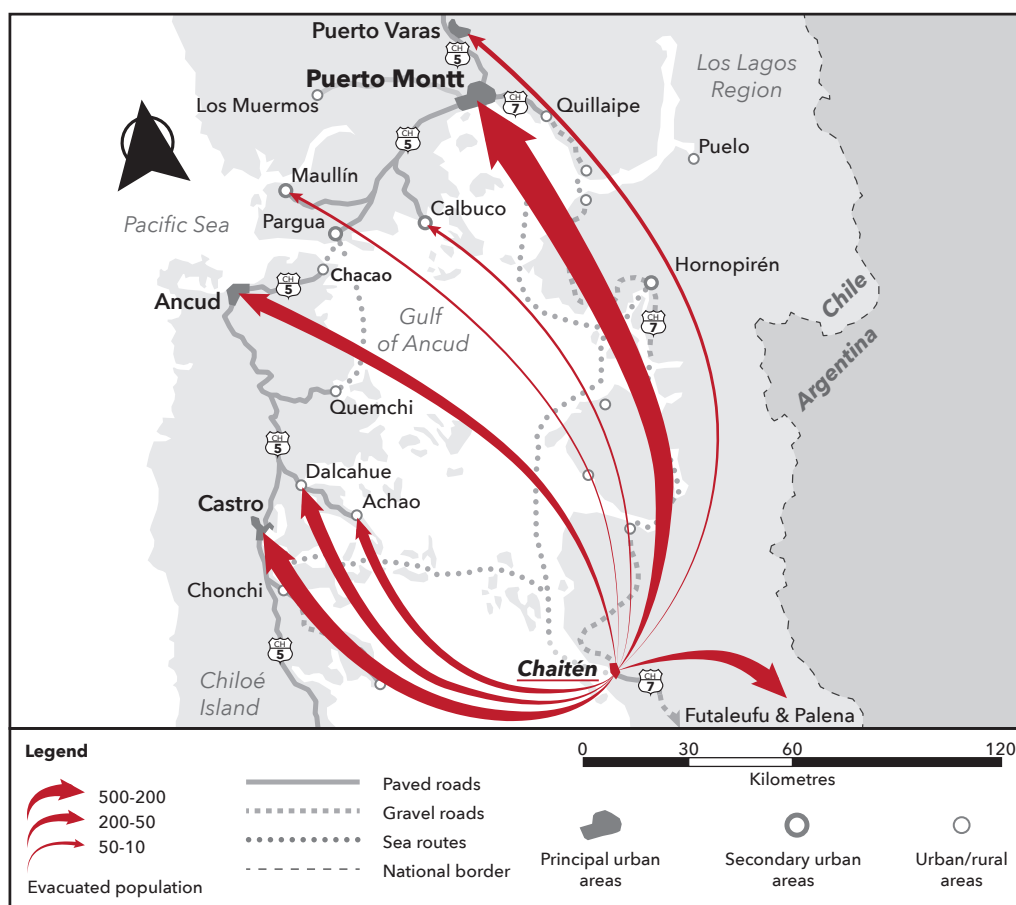 Puerto Varas
CH
5
Los Lagos
Region
Puerto Montt
Los Muermos
CH
7
Quillaipe
CH
5
Puelo
Maullín
Calbuco
Pacific Sea
Pargua
Chacao
Hornopirén
CH
5
Ancud
Chile
Gulf
of Ancud
CH
7
Argentina
Quemchi
CH
5
Dalcahue
Castro
Achao
Chonchi
CH
5
Chaitén
Chiloé
Island
CH
7
Futaleufu & Palena
Legend
500-200
200-50
50-10
Evacuated population
Paved roads
Gravel roads
Sea routes
National border
0 30 60 120
Kilometres
Principal urban
areas
Secondary urban
areas
Urban/rural
areas